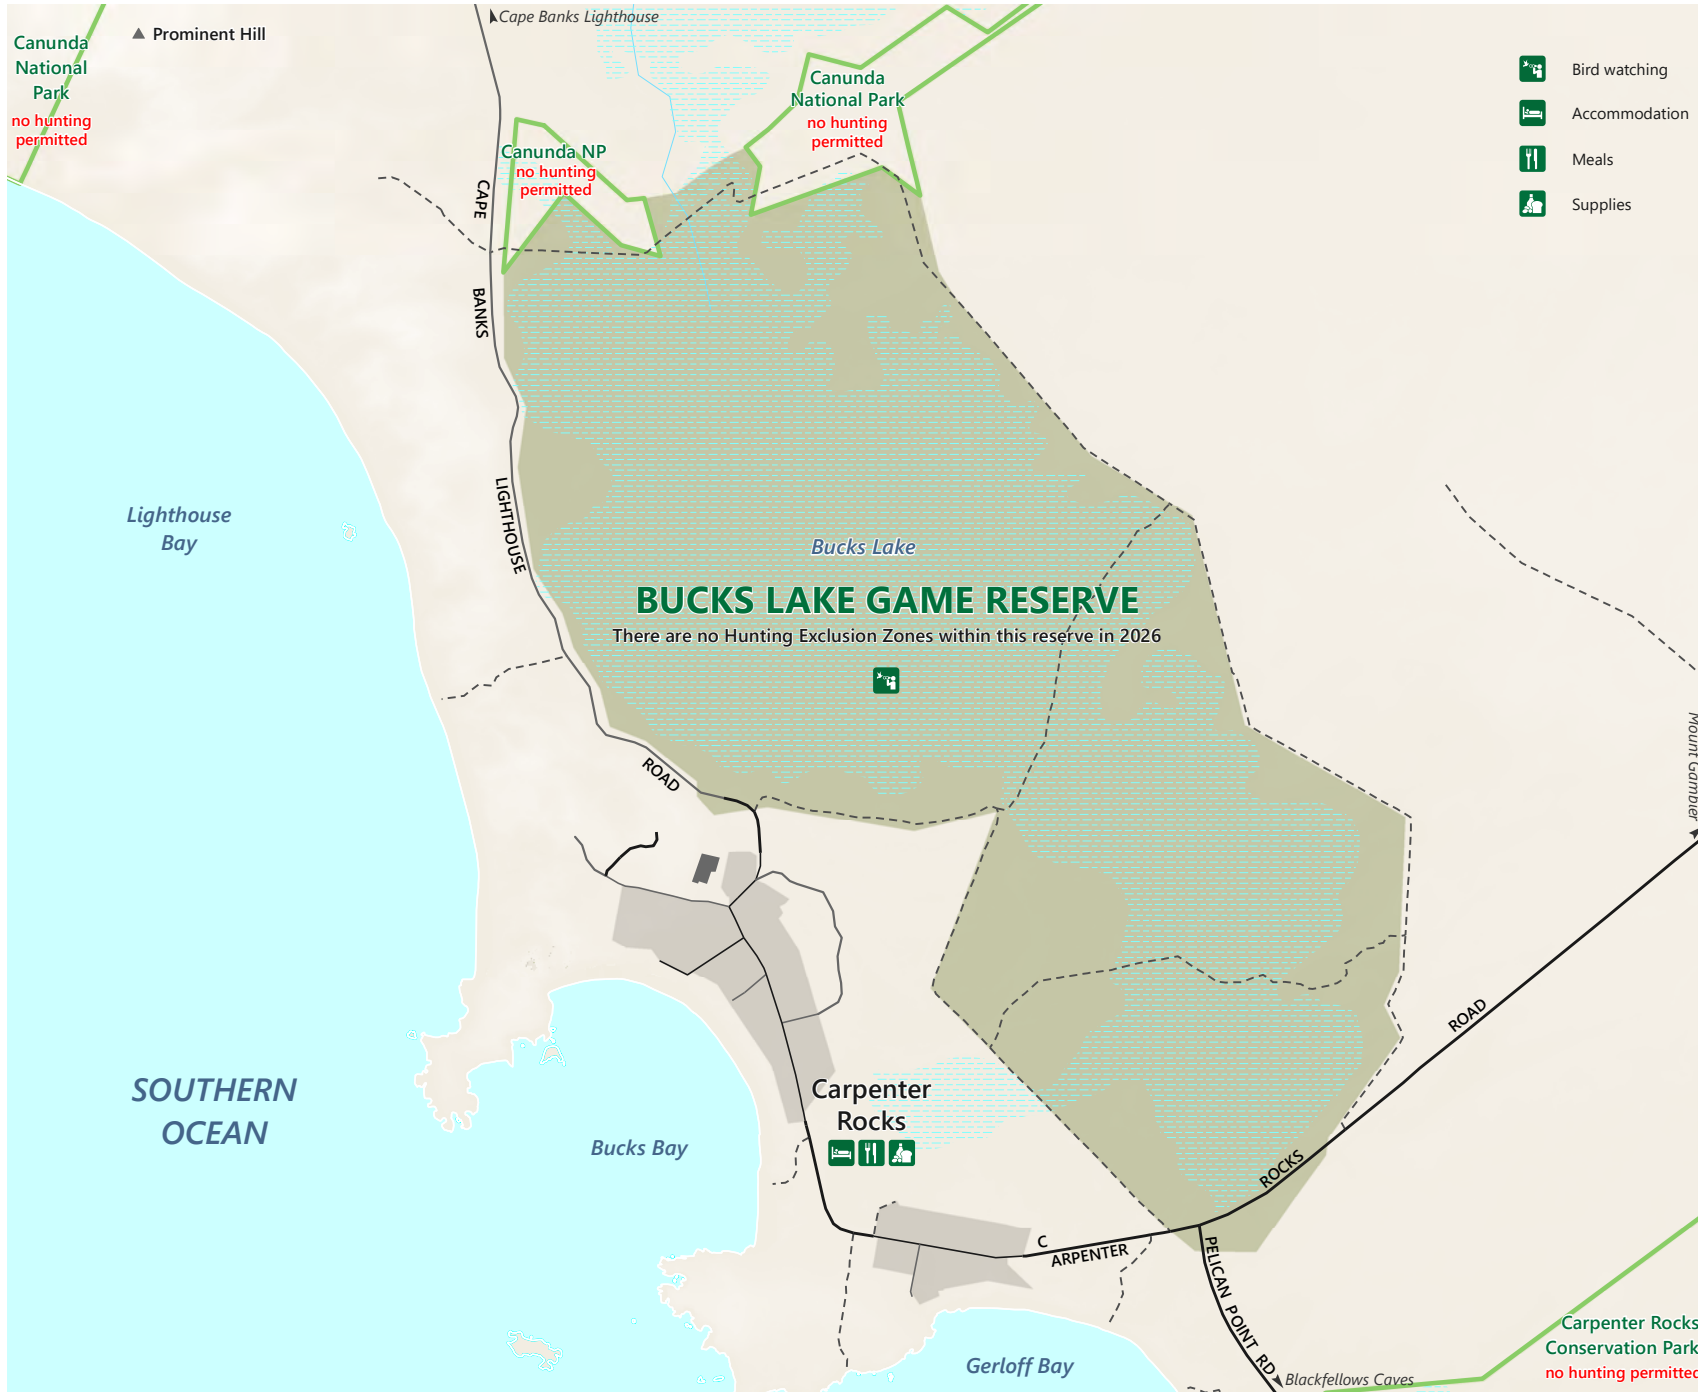 Cape Banks Lighthouse
Prominent Hill
Canunda
National
Park
no hunting
permitted
Canunda
National Park
no hunting
permitted
Canunda NP
no hunting
permitted
Bird watching
Accommodation
Meals
Supplies
CAPE
BANKS
LIGHTHOUSE
ROAD
Lighthouse
Bay
Bucks Lake
BUCKS LAKE GAME RESERVE
There are no Hunting Exclusion Zones within this reserve in 2026
Mount Gambier
SOUTHERN
OCEAN
Bucks Bay
Carpenter
Rocks
C
ARPENTER
ROCKS
ROAD
PELICAN POINT RD
Gerloff Bay
Blackfellows Caves
Carpenter Rocks
Conservation Park
no hunting permitted